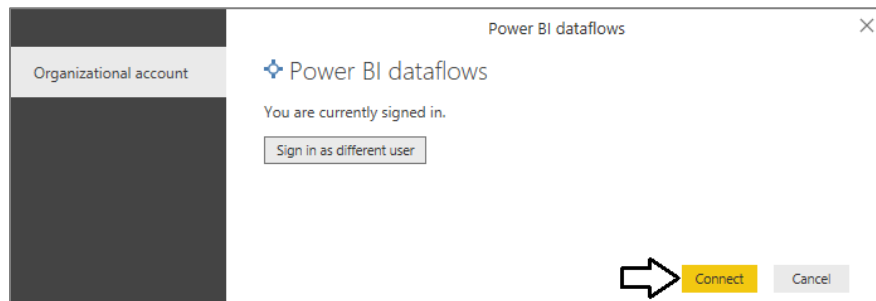 Power BI dataflows
Organizational account
Power BI dataflows
You are currently signed in.
Sign in as different user
Connect
Cancel